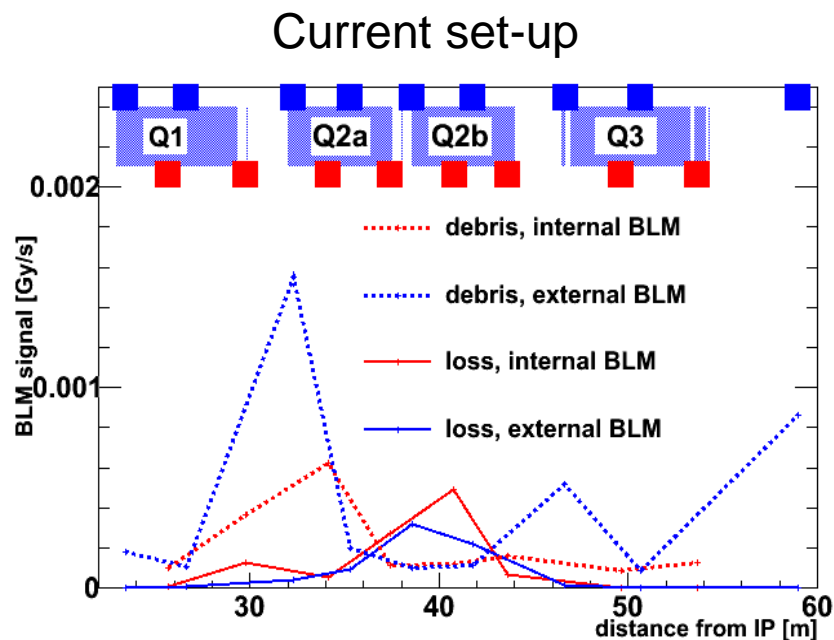 Current set-up
Q1 Q2a Q2b Q3
0.002
debris, internal BLM
debris, external BLM
BLM signal [Gy/s]
0.001
loss, internal BLM
loss, external BLM
0
30 40 50 60
distance from IP [m]